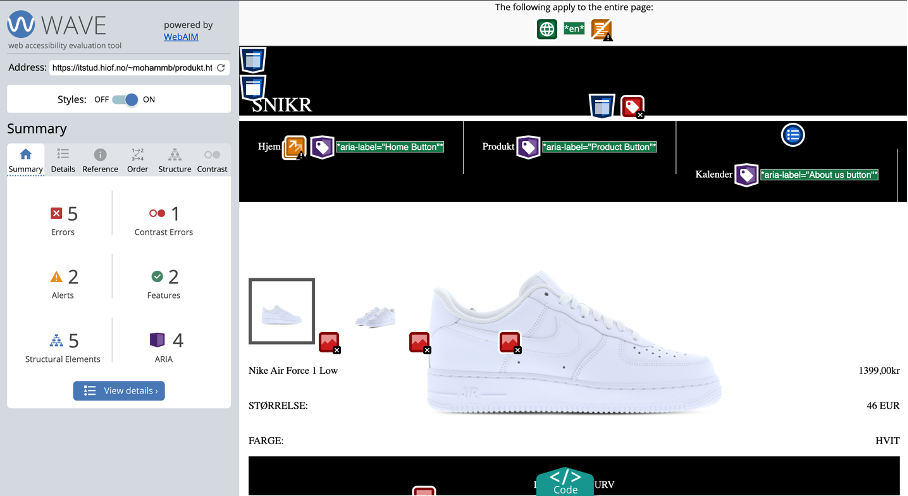 WAVE
powered by
WebAIM
web accessibility evaluation tool
Address: https://itstud.hiof.no/~mohammb/produkt.ht
Styles: OFF ON
Summary
Summary Details Reference Order Structure Contrast
5 Errors
1 Contrast Errors
2 Alerts
2 Features
5 Structural Elements
4 ARIA
View details ›
The following apply to the entire page:
*en*
SNIKR
Hjem *aria-label="Home Button"*
Produkt *aria-label="Product Button"*
Kalender *aria-label="About us button"*
Nike Air Force 1 Low 1399,00kr
STØRRELSE: 46 EUR
FARGE: HVIT
URV
</> Code